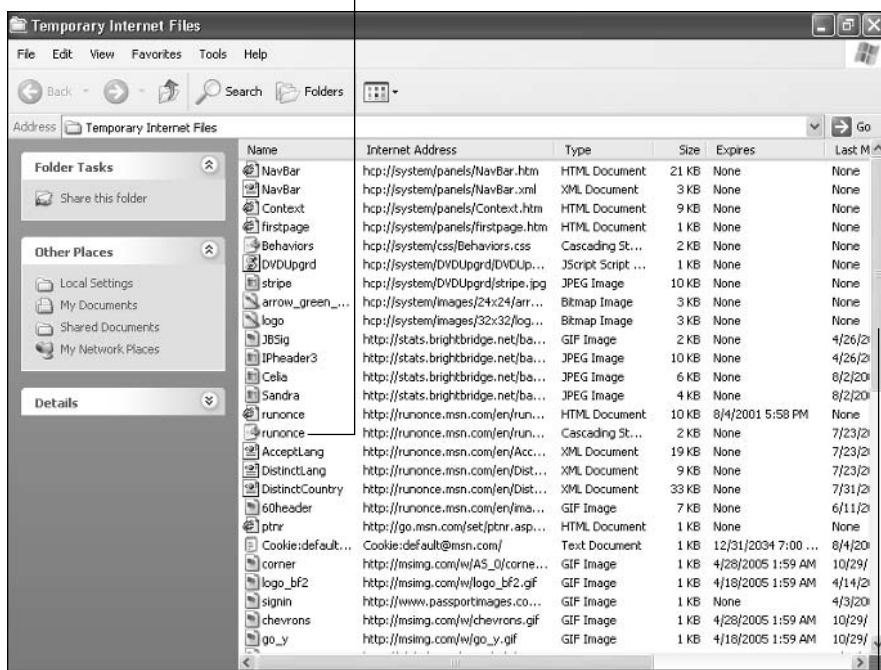 Temporary Internet Files
File Edit View Favorites Tools Help
Back Search Folders
Address Temporary Internet Files Go
Folder Tasks
Share this folder
Other Places
Local Settings
My Documents
Shared Documents
My Network Places
Details
Name Internet Address Type Size Expires Last M
NavBar hcp://system/panels/NavBar.htm HTML Document 21 KB None None
NavBar hcp://system/panels/NavBar.xml XML Document 3 KB None None
Context hcp://system/panels/Context.htm HTML Document 9 KB None None
firstpage hcp://system/panels/firstpage.htm HTML Document 1 KB None None
Behaviors hcp://system/css/Behaviors.css Cascading St... 2 KB None None
DVDUpgrd hcp://system/DVDUpgrd/DVDUp... JScript Script ... 1 KB None None
stripe hcp://system/DVDUpgrd/stripe.jpg JPEG Image 10 KB None None
arrow_green_... hcp://system/images/24x24/arr... Bitmap Image 3 KB None None
logo hcp://system/images/32x32/log... Bitmap Image 3 KB None None
JBSig http://stats.brightbridge.net/ba... GIF Image 2 KB None 4/26/2
IPheader3 http://stats.brightbridge.net/ba... JPEG Image 10 KB None 4/26/2
Celia http://stats.brightbridge.net/ba... JPEG Image 6 KB None 8/2/20
Sandra http://stats.brightbridge.net/ba... JPEG Image 4 KB None 8/2/20
runonce http://runonce.msn.com/en/run... HTML Document 10 KB 8/4/2001 5:58 PM None
runonce http://runonce.msn.com/en/run... Cascading St... 2 KB None 7/23/2
AcceptLang http://runonce.msn.com/en/Acc... XML Document 19 KB None 7/23/2
DistinctLang http://runonce.msn.com/en/Dist... XML Document 9 KB None 7/23/2
DistinctCountry http://runonce.msn.com/en/Dist... XML Document 33 KB None 7/31/2
60header http://runonce.msn.com/en/ima... GIF Image 7 KB None 6/11/2
ptnr http://go.msn.com/set/ptnr.asp... HTML Document 1 KB None None
Cookie:default... Cookie:default@msn.com/ Text Document 1 KB 12/31/2034 7:00 ... 8/4/20
corner http://msimg.com/w/AS_0/corne... GIF Image 1 KB 4/28/2005 1:59 AM 10/29/
logo_bf2 http://msimg.com/w/logo_bf2.gif GIF Image 1 KB 4/18/2005 1:59 AM 4/14/2
signin http://www.passportimages.co... GIF Image 1 KB None 4/3/20
chevrons http://msimg.com/w/chevrons.gif GIF Image 1 KB 4/28/2005 1:59 AM 10/29/
go_y http://msimg.com/w/go_y.gif GIF Image 1 KB 4/18/2005 1:59 AM 10/29/